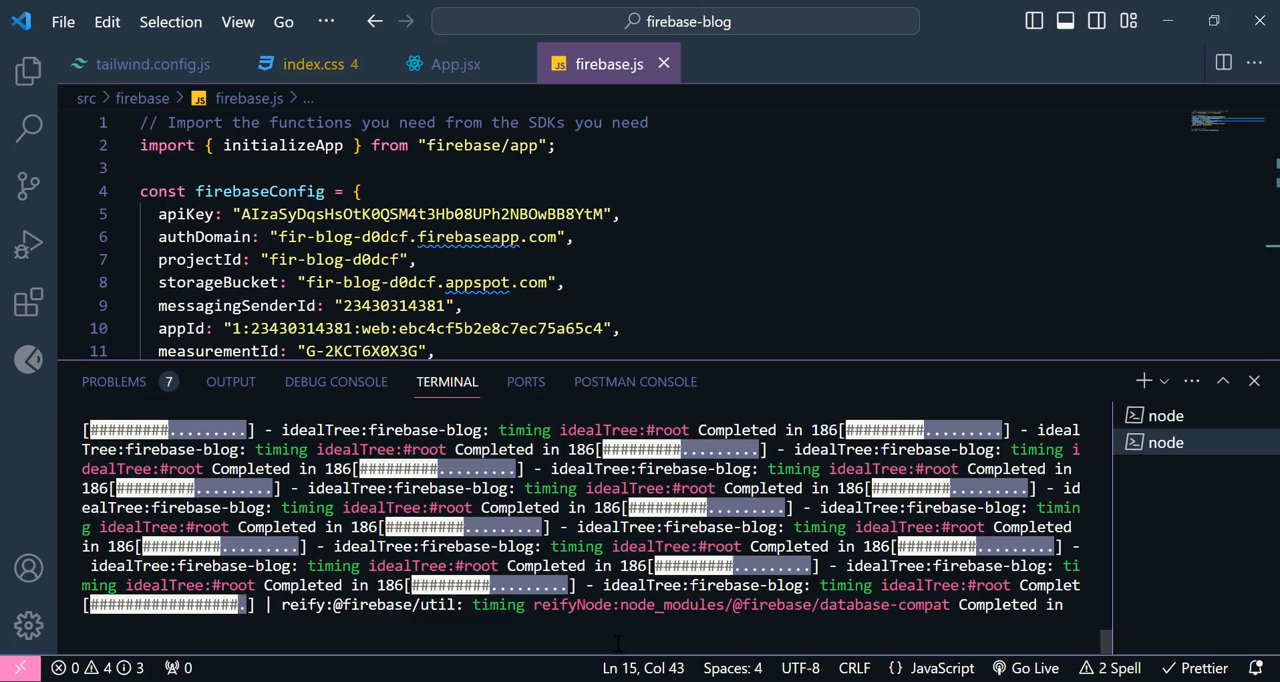 File Edit Selection View Go ··· firebase-blog
tailwind.config.js index.css 4 App.jsx JS firebase.js
src > firebase > JS firebase.js > ...
1 // Import the functions you need from the SDKs you need
2 import { initializeApp } from "firebase/app";
3
4 const firebaseConfig = {
5 apiKey: "AIzaSyDqsHsOtK0QSM4t3Hb08UPh2NBOwBB8YtM",
6 authDomain: "fir-blog-d0dcf.firebaseapp.com",
7 projectId: "fir-blog-d0dcf",
8 storageBucket: "fir-blog-d0dcf.appspot.com",
9 messagingSenderId: "23430314381",
10 appId: "1:23430314381:web:ebc4cf5b2e8c7ec75a65c4",
11 measurementId: "G-2KCT6X0X3G",
PROBLEMS 7 OUTPUT DEBUG CONSOLE TERMINAL PORTS POSTMAN CONSOLE
[#########.........] - idealTree:firebase-blog: timing idealTree:#root Completed in 186[#########.........] - ideal
Tree:firebase-blog: timing idealTree:#root Completed in 186[#########.........] - idealTree:firebase-blog: timing i
dealTree:#root Completed in 186[#########.........] - idealTree:firebase-blog: timing idealTree:#root Completed in
186[#########.........] - idealTree:firebase-blog: timing idealTree:#root Completed in 186[#########.........] - id
ealTree:firebase-blog: timing idealTree:#root Completed in 186[#########.........] - idealTree:firebase-blog: timin
g idealTree:#root Completed in 186[#########.........] - idealTree:firebase-blog: timing idealTree:#root Completed
in 186[#########.........] - idealTree:firebase-blog: timing idealTree:#root Completed in 186[#########.........] -
idealTree:firebase-blog: timing idealTree:#root Completed in 186[#########.........] - idealTree:firebase-blog: ti
ming idealTree:#root Completed in 186[#########.........] - idealTree:firebase-blog: timing idealTree:#root Complet
[#################.] | reify:@firebase/util: timing reifyNode:node_modules/@firebase/database-compat Completed in
node
node
0 4 3 0 Ln 15, Col 43 Spaces: 4 UTF-8 CRLF {} JavaScript Go Live 2 Spell Prettier